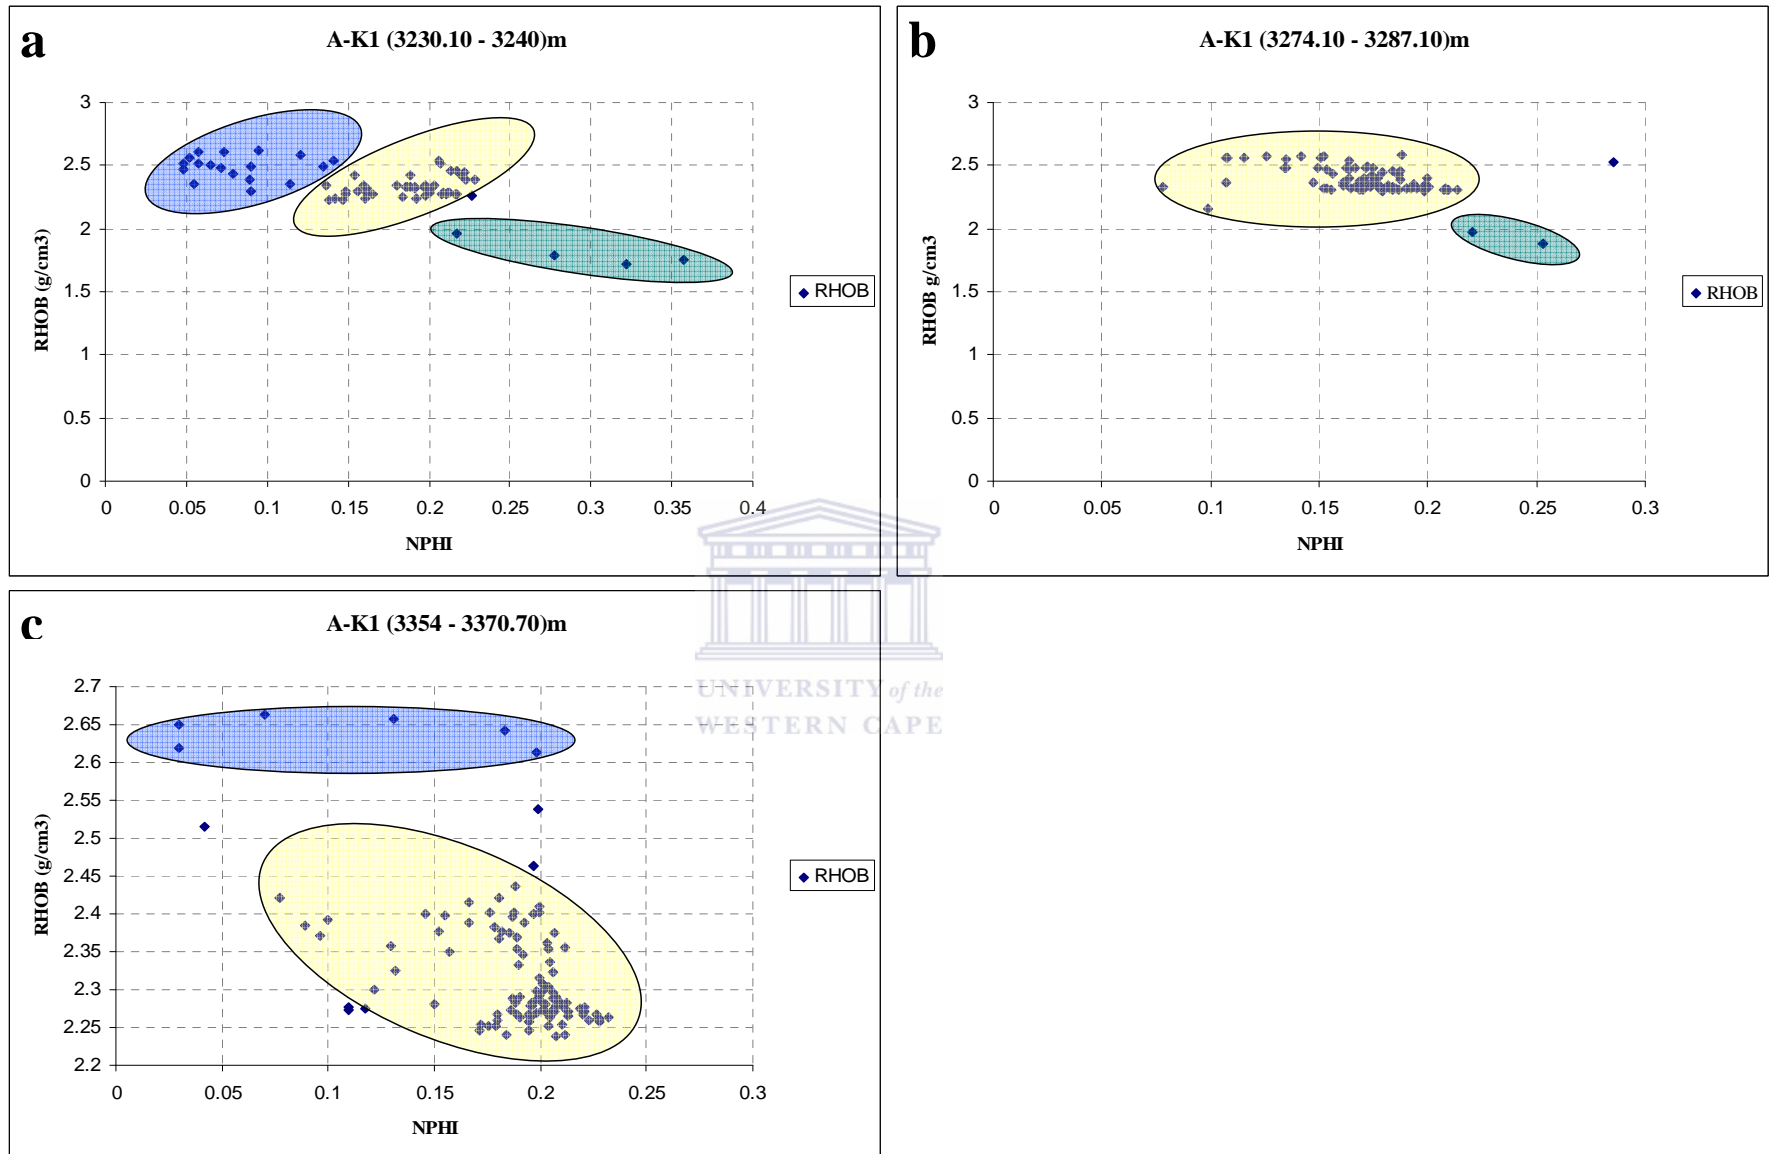 a
A-K1 (3230.10 - 3240)m
3
2.5
2
1.5
1
0.5
0
0 0.05 0.1 0.15 0.2 0.25 0.3 0.35 0.4
RHOB (g/cm3)
NPHI
RHOB
b
A-K1 (3274.10 - 3287.10)m
3
2.5
2
1.5
1
0.5
0
0 0.05 0.1 0.15 0.2 0.25 0.3
RHOB g/cm3
NPHI
RHOB
UNIVERSITY of the
WESTERN CAPE
c
A-K1 (3354 - 3370.70)m
2.7
2.65
2.6
2.55
2.5
2.45
2.4
2.35
2.3
2.25
2.2
0 0.05 0.1 0.15 0.2 0.25 0.3
RHOB (g/cm3)
NPHI
RHOB